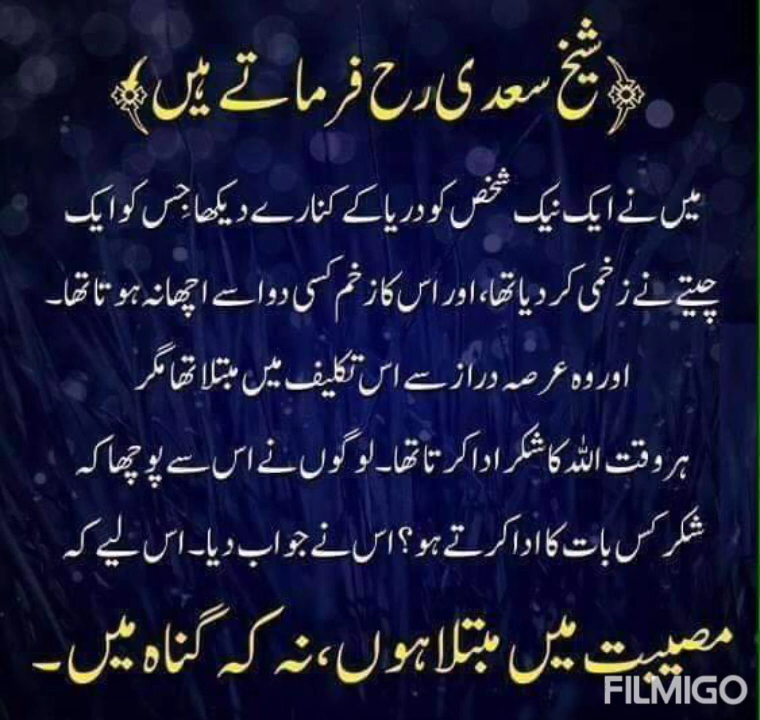 شیخ سعدی رح فرماتے ہیں
میں نے ایک نیک شخص کو دریا کے کنارے دیکھا جِس کو ایک
چیتے نے زخمی کر دیا تھا، اور اس کا زخم کسی دوا سے اچھا نہ ہوتا تھا۔
اور وہ عرصہ دراز سے اس تکلیف میں مبتلا تھا مگر
ہر وقت اللہ کا شکر ادا کرتا تھا۔ لوگوں نے اس سے پوچھا کہ
شکر کس بات کا ادا کرتے ہو؟ اس نے جواب دیا۔ اس لیے کہ
مصیبت میں مبتلا ہوں، نہ کہ گناہ میں۔
FILMIGO